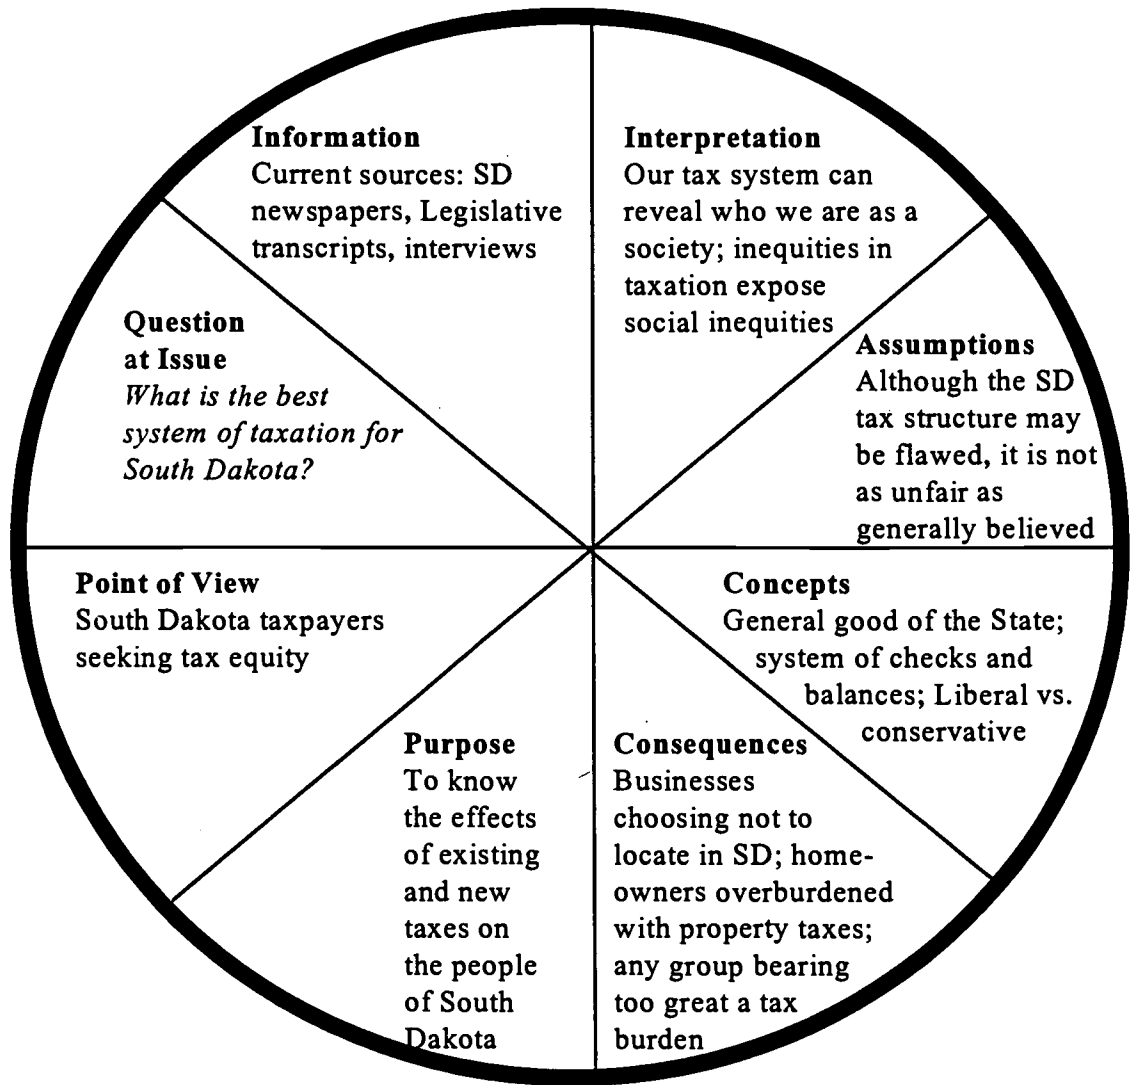 Information
Current sources: SD
newspapers, Legislative
transcripts, interviews
Interpretation
Our tax system can
reveal who we are as a
society; inequities in
taxation expose
social inequities
Question
at Issue
What is the best
system of taxation for
South Dakota?
Assumptions
Although the SD
tax structure may
be flawed, it is not
as unfair as
generally believed
Point of View
South Dakota taxpayers
seeking tax equity
Concepts
General good of the State;
system of checks and
balances; Liberal vs.
conservative
Purpose
To know
the effects
of existing
and new
taxes on
the people
of South
Dakota
Consequences
Businesses
choosing not to
locate in SD; home-
owners overburdened
with property taxes;
any group bearing
too great a tax
burden